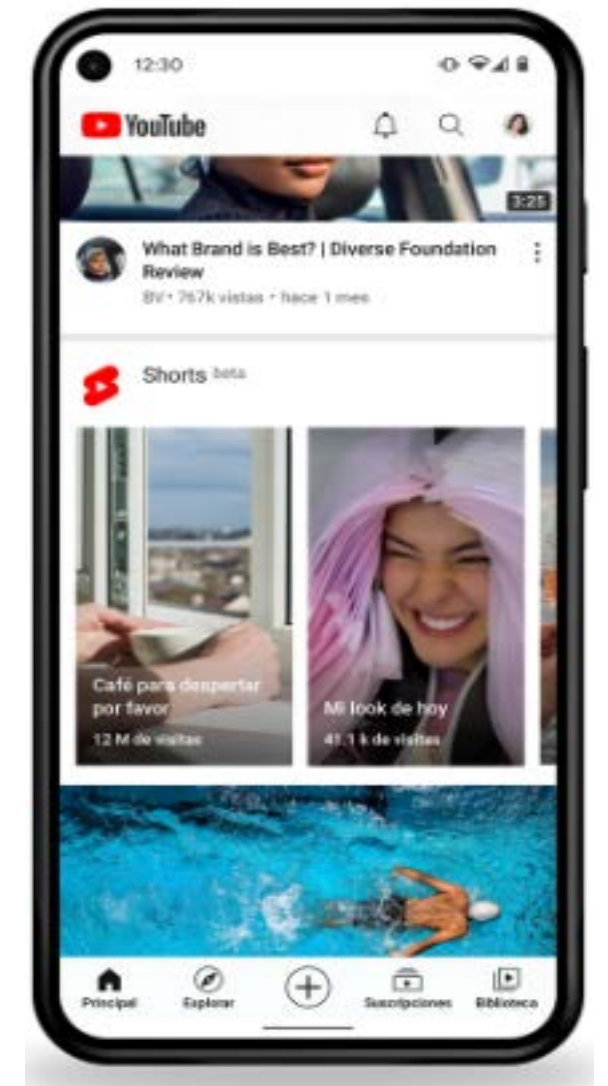 12:30
YouTube
3:25
What Brand is Best? | Diverse Foundation
Review
BV • 767k vistas • hace 1 mes
Shorts beta
Café para despertar
por favor
12 M de visitas
Mi look de hoy
41.1 k de visitas
Principal
Explorar
Suscripciones
Biblioteca